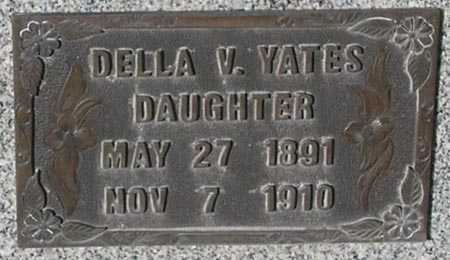 DELLA V. YATES
DAUGHTER
MAY 27 1891
NOV 7 1910